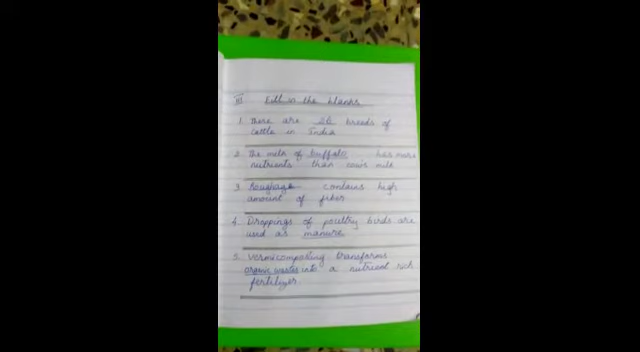 III Fill in the blanks
1. There are 26 breeds of
cattle in India
2. The milk of buffalo has more
nutrients than cow's milk
3. Roughage contains high
amount of fiber
4. Droppings of poultry birds are
used as manure
5. Vermicomposting transforms
organic wastes into a nutrient rich
fertilizer